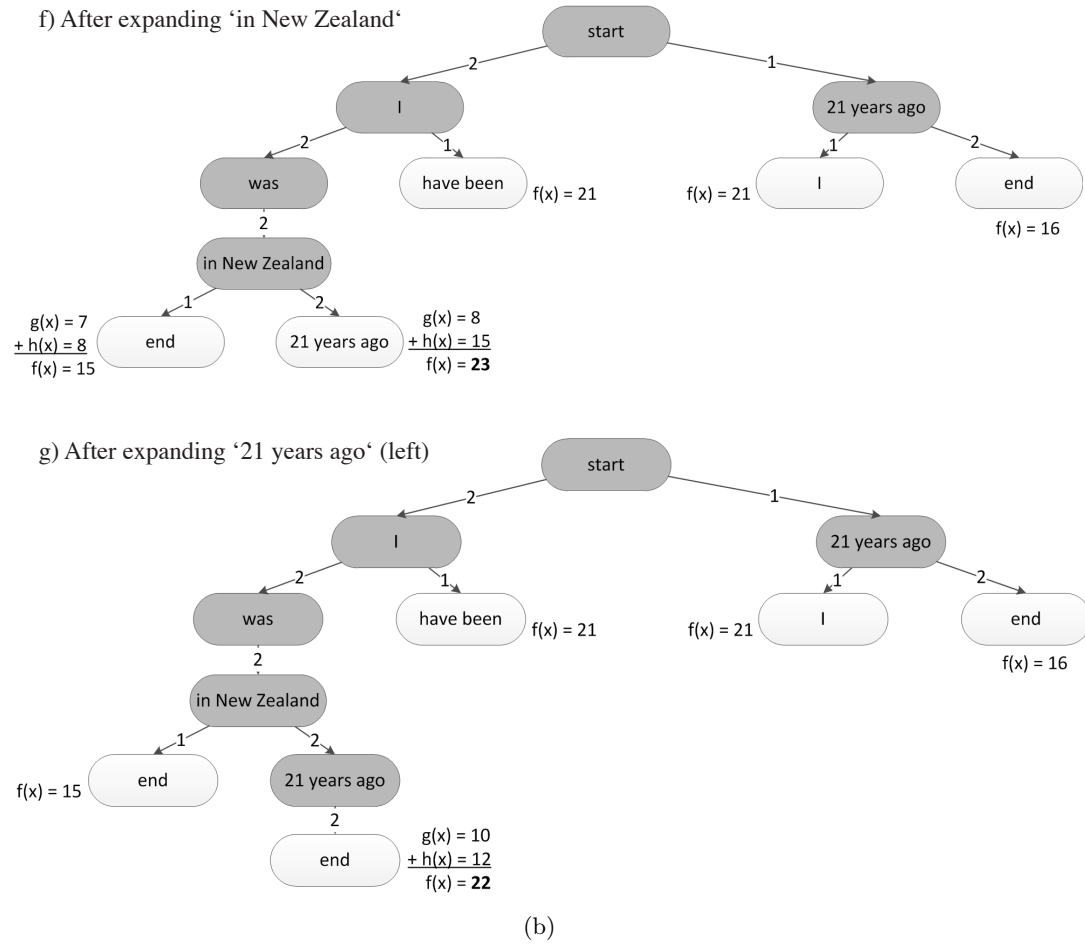 f) After expanding ‘in New Zealand‘
start
2
1
I
21 years ago
2
1
1
2
was
have been
f(x) = 21
f(x) = 21
I
end
2
f(x) = 16
in New Zealand
1
2
g(x) = 7
+ h(x) = 8
f(x) = 15
end
21 years ago
g(x) = 8
+ h(x) = 15
f(x) = 23
g) After expanding ‘21 years ago‘ (left)
start
2
1
I
21 years ago
2
1
1
2
was
have been
f(x) = 21
f(x) = 21
I
end
2
f(x) = 16
in New Zealand
1
2
f(x) = 15
end
21 years ago
2
end
g(x) = 10
+ h(x) = 12
f(x) = 22
(b)